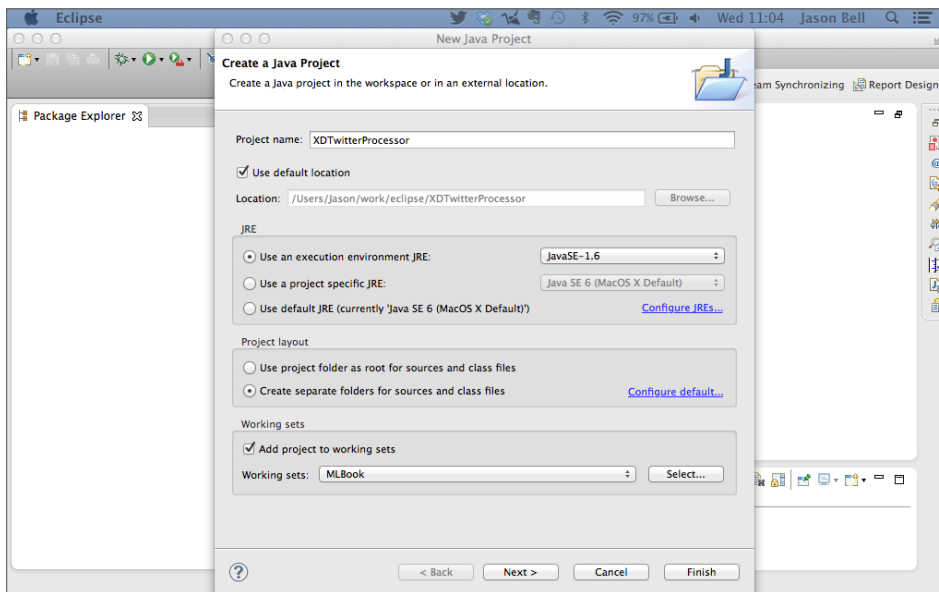 Eclipse
97%
Wed 11:04
Jason Bell
New Java Project
Create a Java Project
Create a Java project in the workspace or in an external location.
am Synchronizing
Report Design
Package Explorer
Project name: XDTwitterProcessor
Use default location
Location: /Users/Jason/work/eclipse/XDTwitterProcessor Browse...
JRE
Use an execution environment JRE: JavaSE-1.6
Use a project specific JRE: Java SE 6 (MacOS X Default)
Use default JRE (currently 'Java SE 6 (MacOS X Default)') Configure JREs...
Project layout
Use project folder as root for sources and class files
Create separate folders for sources and class files Configure default...
Working sets
Add project to working sets
Working sets: MLBook Select...
? < Back Next > Cancel Finish